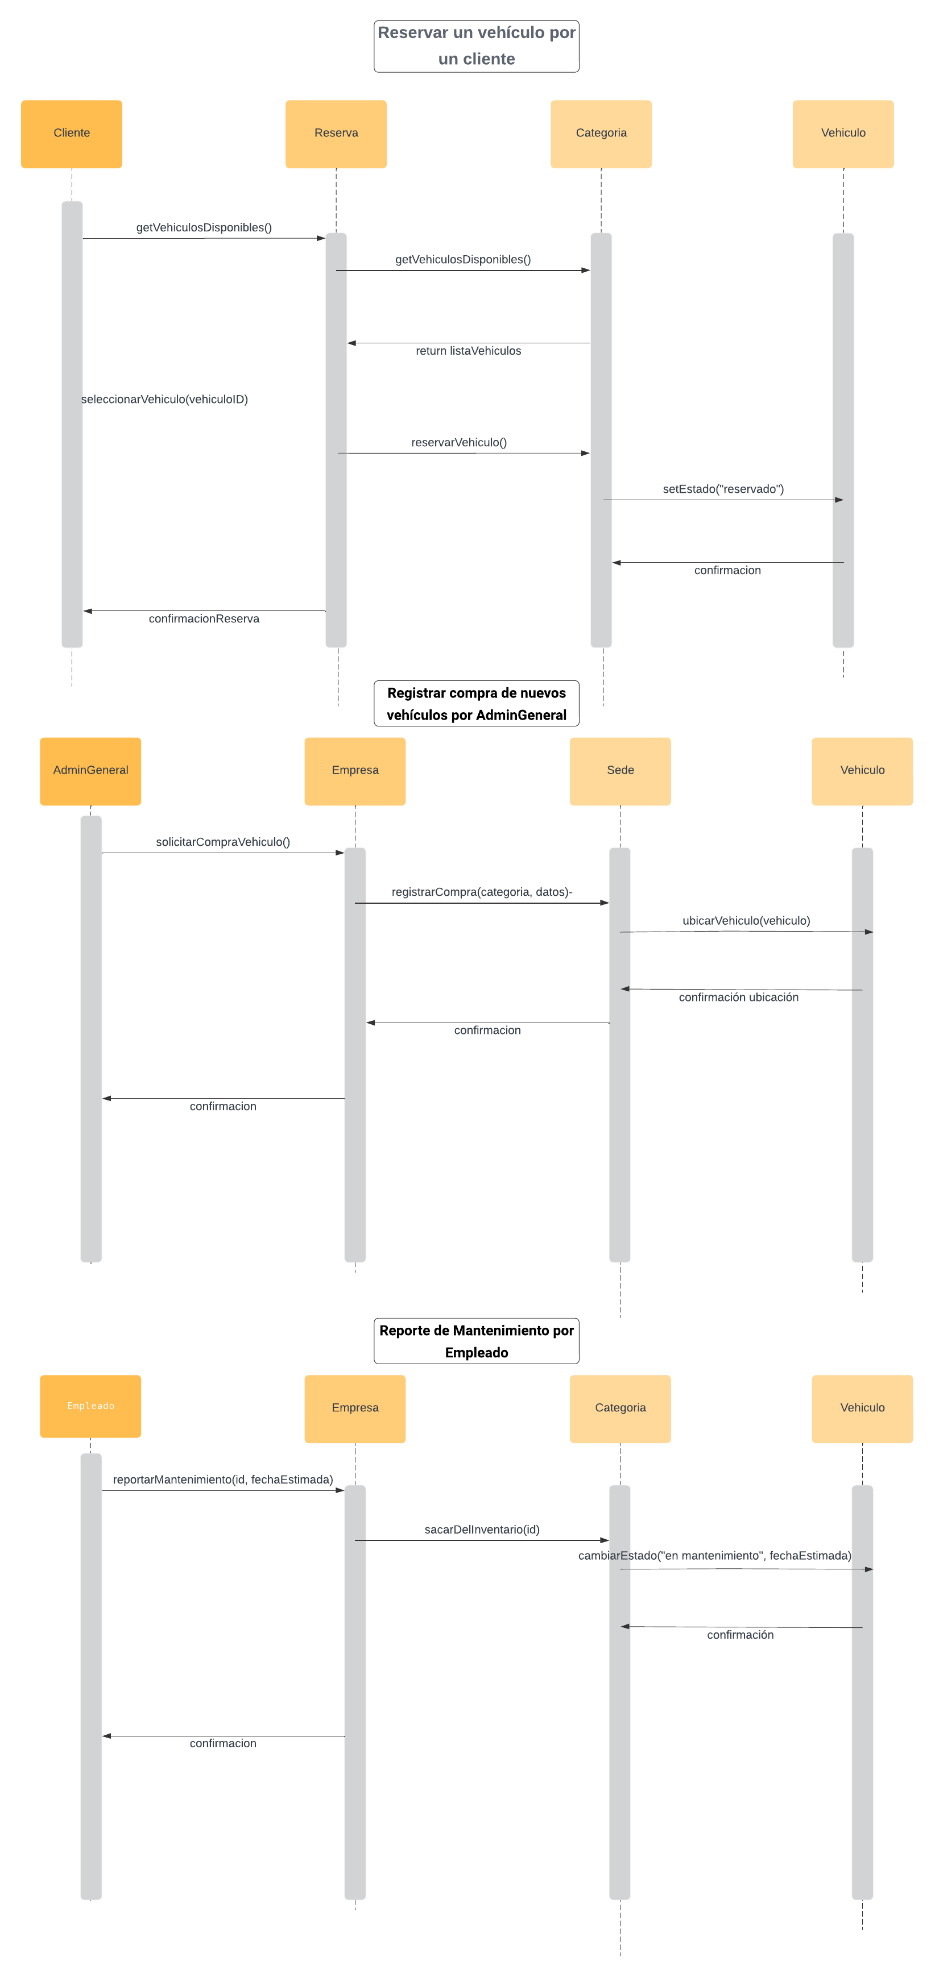 Reservar un vehículo por
un cliente
Cliente
Reserva
Categoria
Vehiculo
getVehiculosDisponibles()
getVehiculosDisponibles()
return listaVehiculos
seleccionarVehiculo(vehiculoID)
reservarVehiculo()
setEstado("reservado")
confirmacion
confirmacionReserva
Registrar compra de nuevos
vehículos por AdminGeneral
AdminGeneral
Empresa
Sede
Vehiculo
solicitarCompraVehiculo()
registrarCompra(categoria, datos)-
ubicarVehiculo(vehiculo)
confirmación ubicación
confirmacion
confirmacion
Reporte de Mantenimiento por
Empleado
Empleado
Empresa
Categoria
Vehiculo
reportarMantenimiento(id, fechaEstimada)
sacarDelInventario(id)
cambiarEstado("en mantenimiento", fechaEstimada)
confirmación
confirmacion